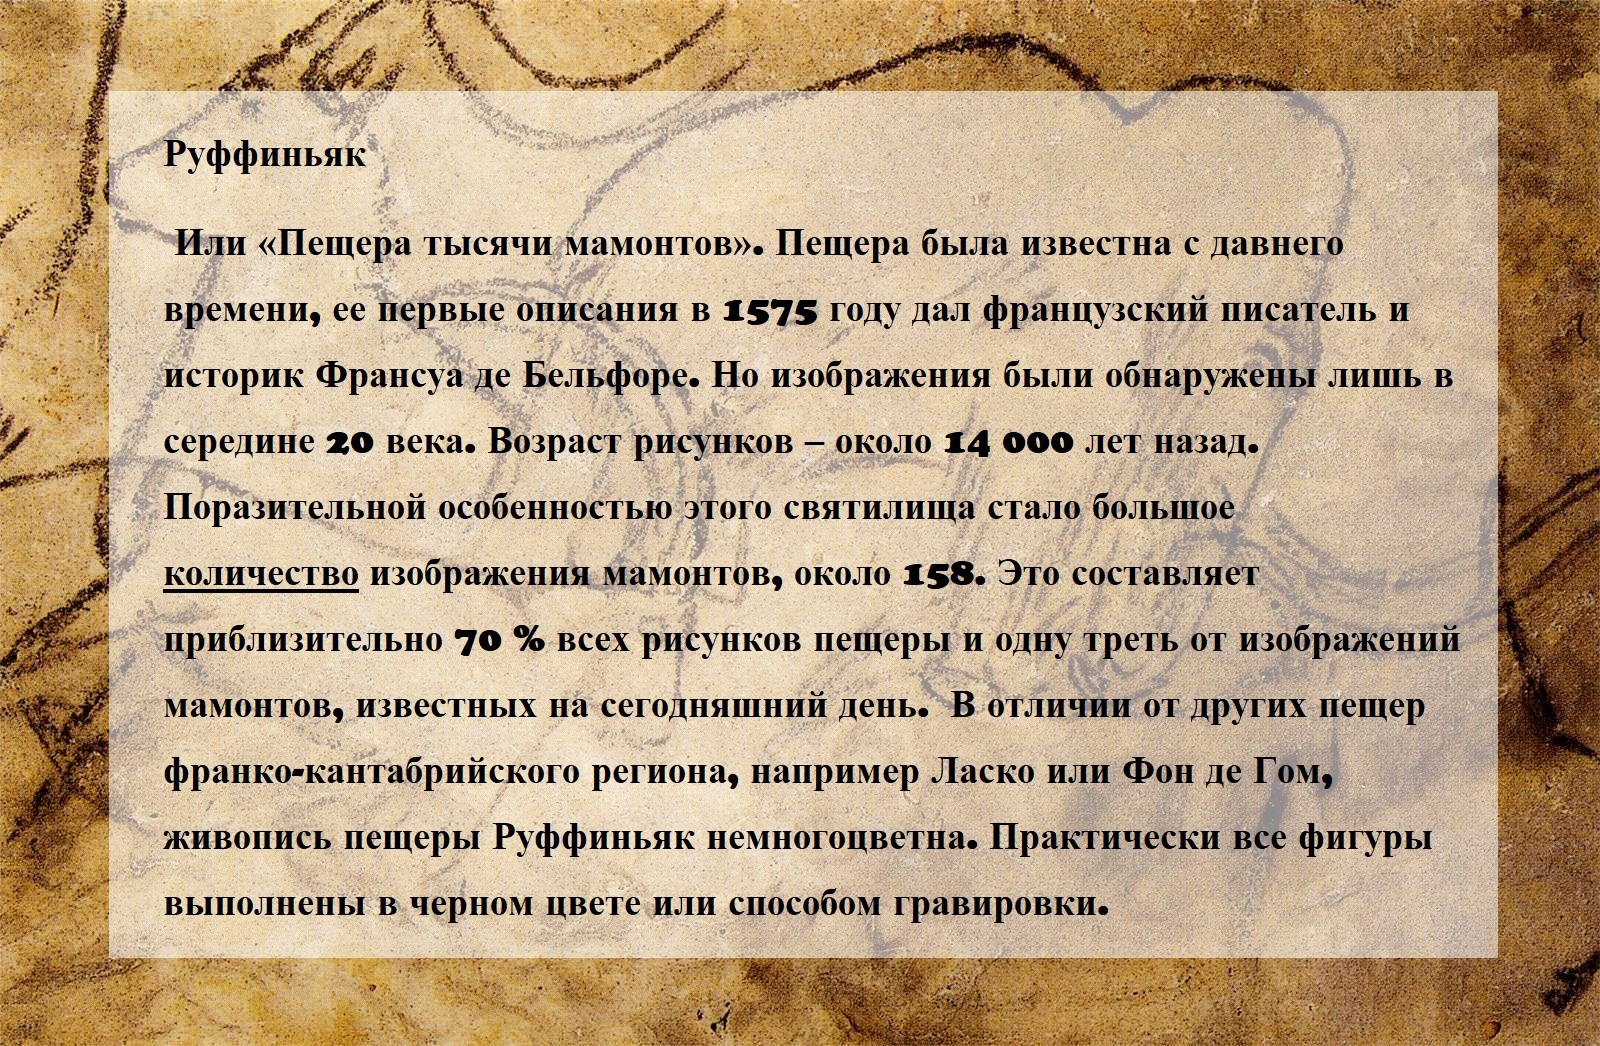 Руффиньяк
Или «Пещера тысячи мамонтов». Пещера была известна с давнего
времени, ее первые описания в 1575 году дал французский писатель и
историк Франсуа де Бельфоре. Но изображения были обнаружены лишь в
середине 20 века. Возраст рисунков – около 14 000 лет назад.
Поразительной особенностью этого святилища стало большое
количество изображения мамонтов, около 158. Это составляет
приблизительно 70 % всех рисунков пещеры и одну треть от изображений
мамонтов, известных на сегодняшний день. В отличии от других пещер
франко-кантабрийского региона, например Ласко или Фон де Гом,
живопись пещеры Руффиньяк немногоцветна. Практически все фигуры
выполнены в черном цвете или способом гравировки.